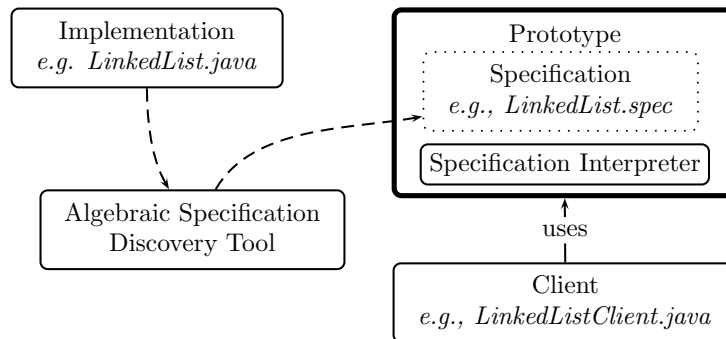 Implementation
e.g. LinkedList.java
Prototype
Specification
e.g., LinkedList.spec
Specification Interpreter
Algebraic Specification
Discovery Tool
uses
Client
e.g., LinkedListClient.java